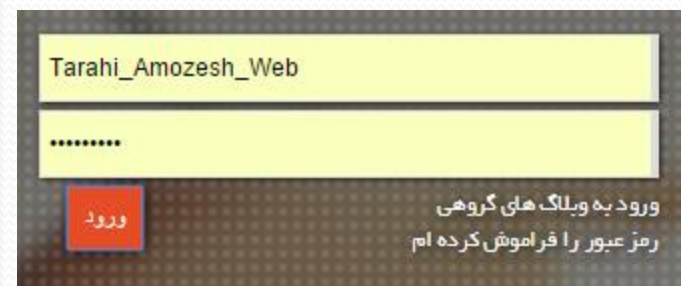 Tarahi_Amozesh_Web
•••••••••
ورود به وبلاگ های گروهی
ورود
رمز عبور را فراموش کرده ام